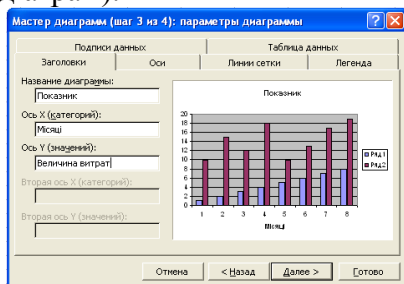 діаграм).
Мастер диаграмм (шаг 3 из 4): параметры диаграммы
Подписи данных Таблица данных
Заголовки Оси Линии сетки Легенда
Название диаграммы:
Показник
Ось X (категорий):
Місяці
Ось Y (значений):
Величина витрат
Вторая ось X (категорий):
Вторая ось Y (значений):
Показник
20
18
16
14
12
10
8
6
4
2
0
1 2 3 4 5 6 7 8
Місяці
Ряд1
Ряд2
Отмена < Назад Далее > Готово